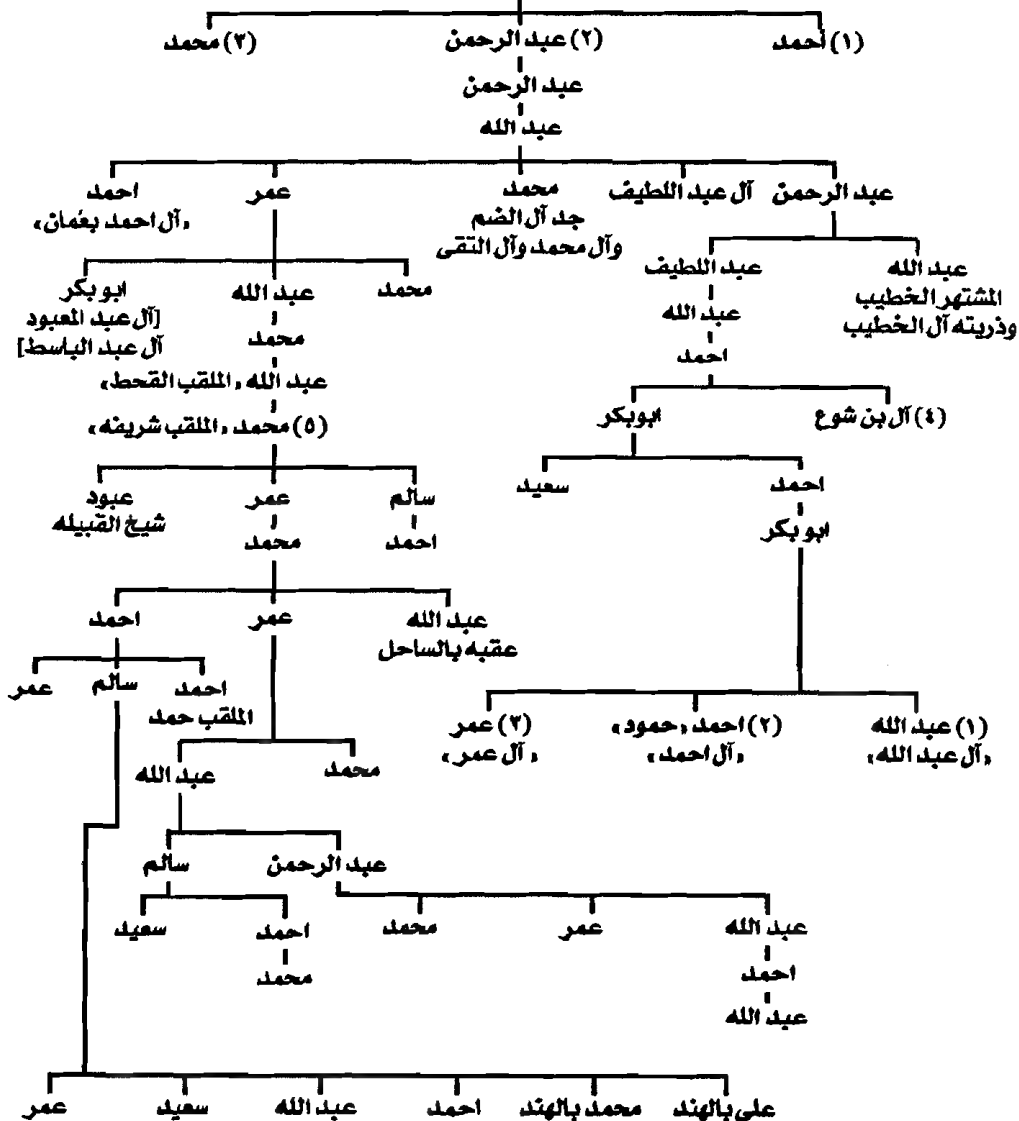 (١) احمد
(٢) عبد الرحمن
(٣) محمد
عبد الرحمن
عبد الله
عبد الرحمن
آل عبد اللطيف
محمد
جد آل الضم
وآل محمد وآل التقى
عمر
احمد
«آل احمد بعُمان»
عبد الله
المشتهر الخطيب
وذريته آل الخطيب
عبد اللطيف
عبد الله
احمد
محمد
عبد الله
محمد
ابو بكر
[آل عبد المعبود
آل عبد الباسط]
عبد الله «الملقب القحط»
(٤) آل بن شوع
ابوبكر
(٥) محمد «الملقب شريفه»
احمد
سعيد
ابو بكر
سالم
احمد
عمر
محمد
عبود
شيخ القبيله
عبد الله
عقبه بالساحل
عمر
احمد
احمد
الملقب حمد
سالم
عمر
(١) عبد الله
«آل عبد الله»
(٢) احمد «حمود»
«آل احمد»
(٣) عمر
«آل عمر»
محمد
عبد الله
عبد الرحمن
سالم
عبد الله
عمر
محمد
احمد
سعيد
احمد
محمد
عبد الله
على بالهند
محمد بالهند
احمد
عبد الله
سعيد
عمر